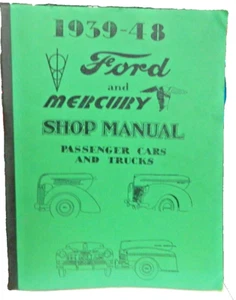 1939-48
Ford
and
MERCURY
SHOP MANUAL
PASSENGER CARS
AND TRUCKS